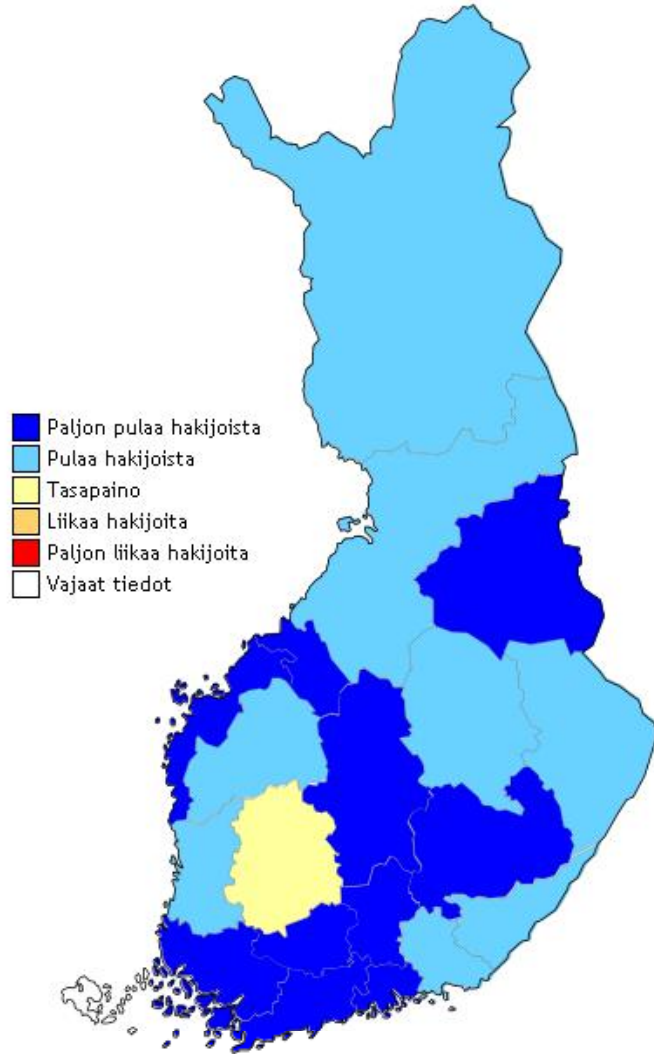 Paljon pulaa hakijoista
Pulaa hakijoista
Tasapaino
Liikaa hakijoita
Paljon liikaa hakijoita
Vajaat tiedot